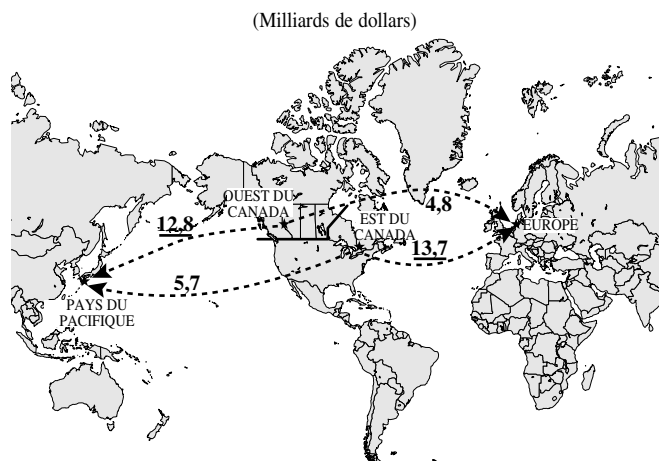 (Milliards de dollars)
OUEST DU
CANADA
4,8
12,8
EST DU
CANADA
EUROPE
13,7
5,7
PAYS DU
PACIFIQUE